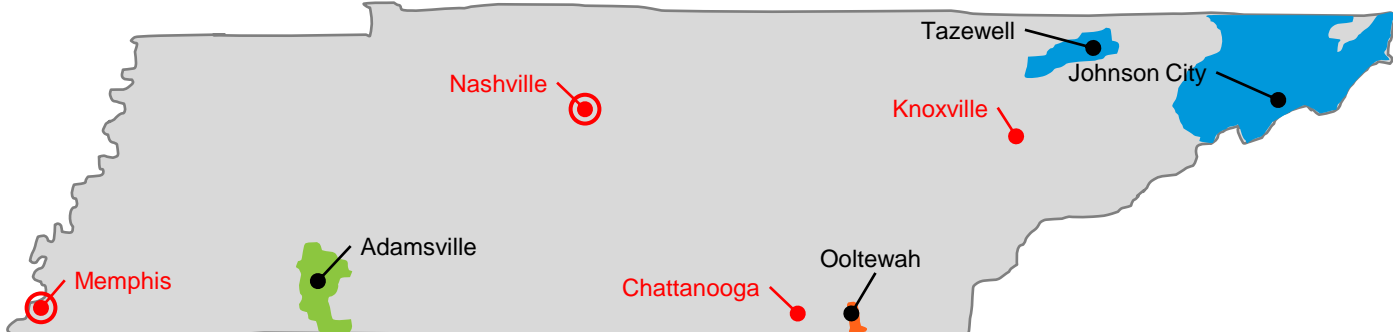 Tazewell
Johnson City
Nashville
Knoxville
Adamsville
Ooltewah
Memphis
Chattanooga